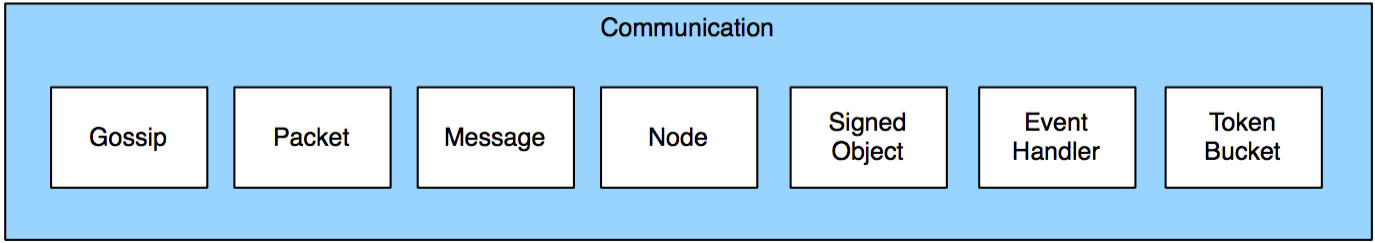 Communication
Gossip
Packet
Message
Node
Signed
Object
Event
Handler
Token
Bucket